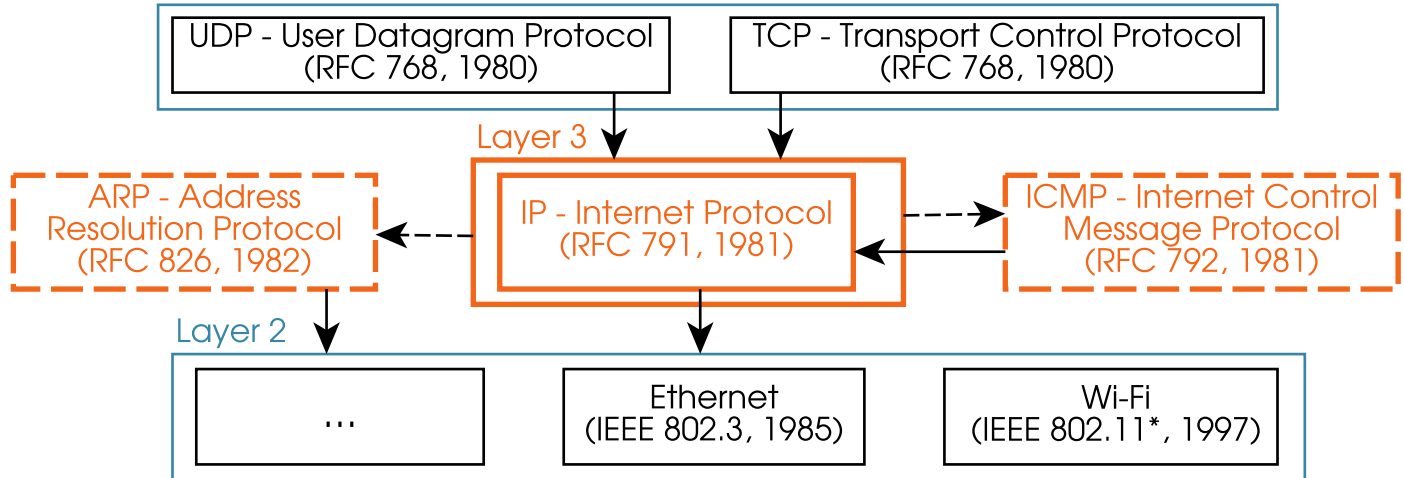 UDP - User Datagram Protocol
(RFC 768, 1980)
TCP - Transport Control Protocol
(RFC 768, 1980)
Layer 3
ARP - Address
Resolution Protocol
(RFC 826, 1982)
IP - Internet Protocol
(RFC 791, 1981)
ICMP - Internet Control
Message Protocol
(RFC 792, 1981)
Layer 2
...
Ethernet
(IEEE 802.3, 1985)
Wi-Fi
(IEEE 802.11*, 1997)